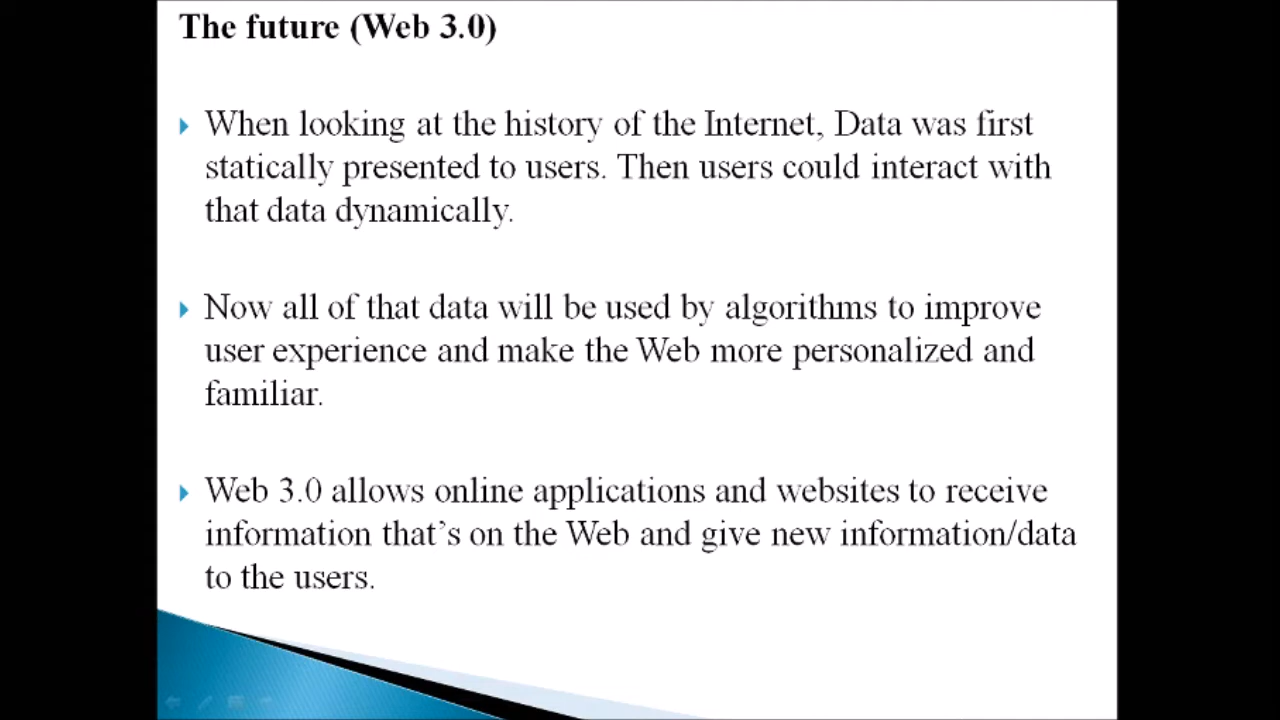 The future (Web 3.0)
When looking at the history of the Internet, Data was first
statically presented to users. Then users could interact with
that data dynamically.
Now all of that data will be used by algorithms to improve
user experience and make the Web more personalized and
familiar.
Web 3.0 allows online applications and websites to receive
information that’s on the Web and give new information/data
to the users.